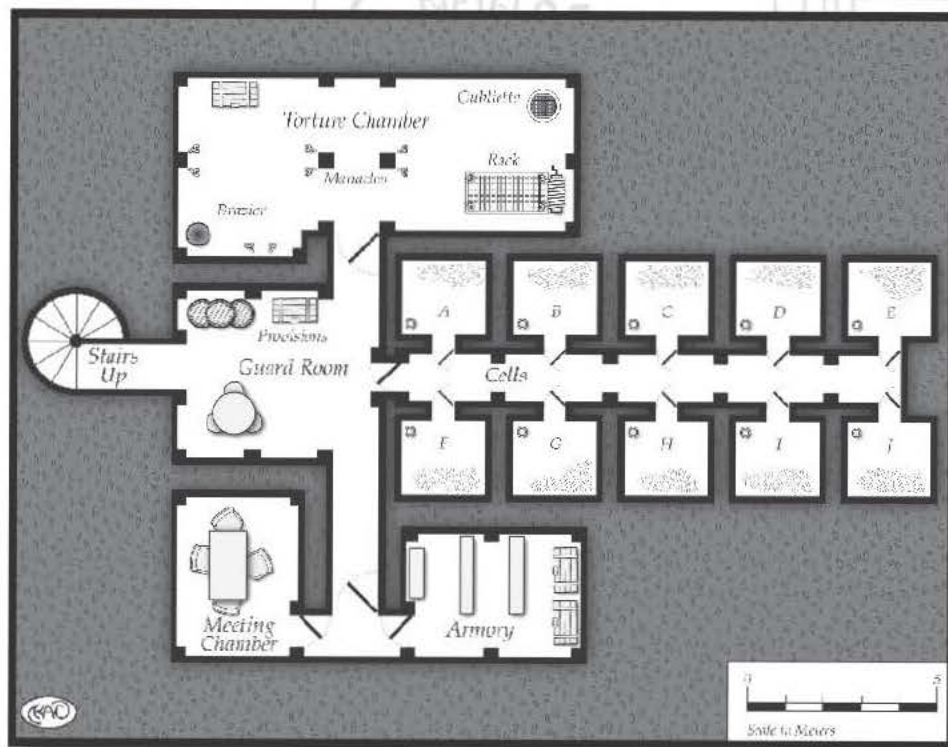 Oubliette
Torture Chamber
Rack
Manacles
Brazier
A
B
C
D
E
Provisions
Stairs
Up
Guard Room
Cells
F
G
H
I
J
Meeting
Chamber
Armory
0
5
Scale in Meters